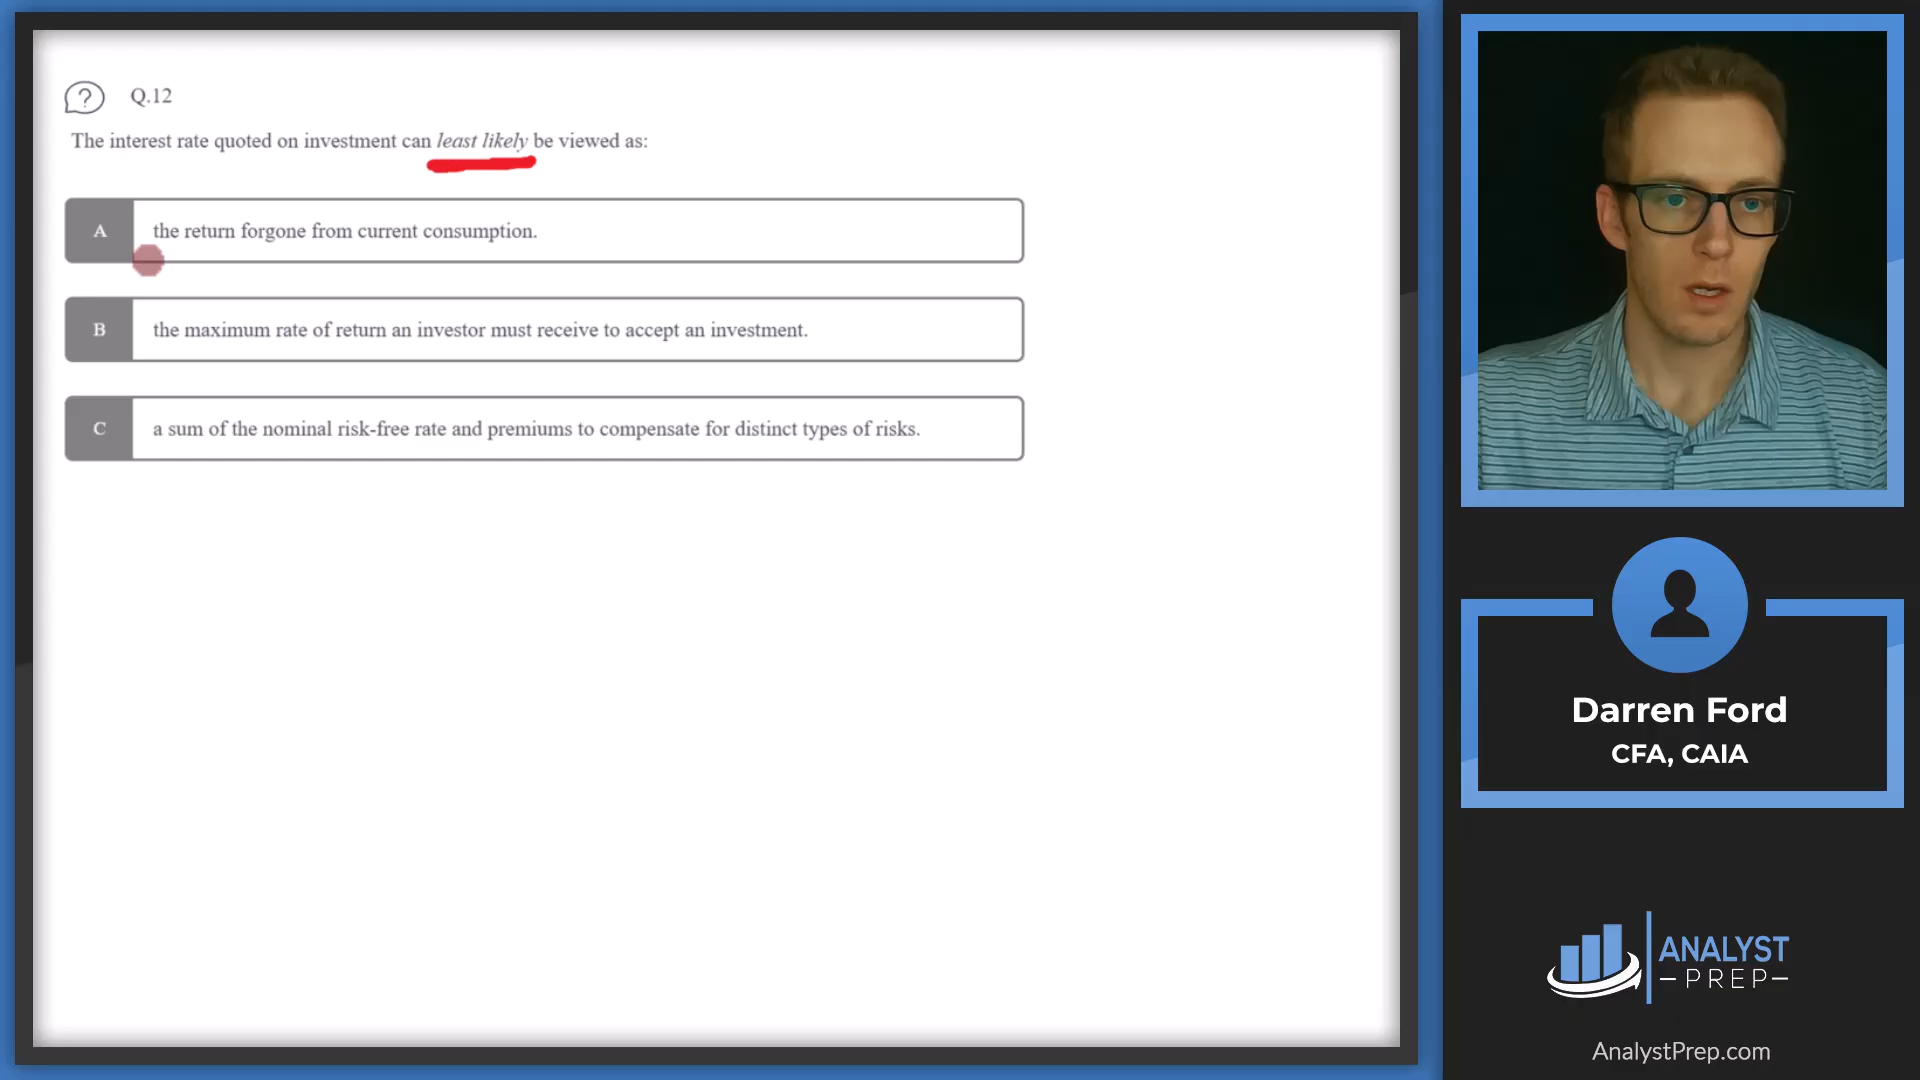 Q.12
The interest rate quoted on investment can least likely be viewed as:
A the return forgone from current consumption.
B the maximum rate of return an investor must receive to accept an investment.
C a sum of the nominal risk-free rate and premiums to compensate for distinct types of risks.
Darren Ford
CFA, CAIA
ANALYST
PREP
AnalystPrep.com